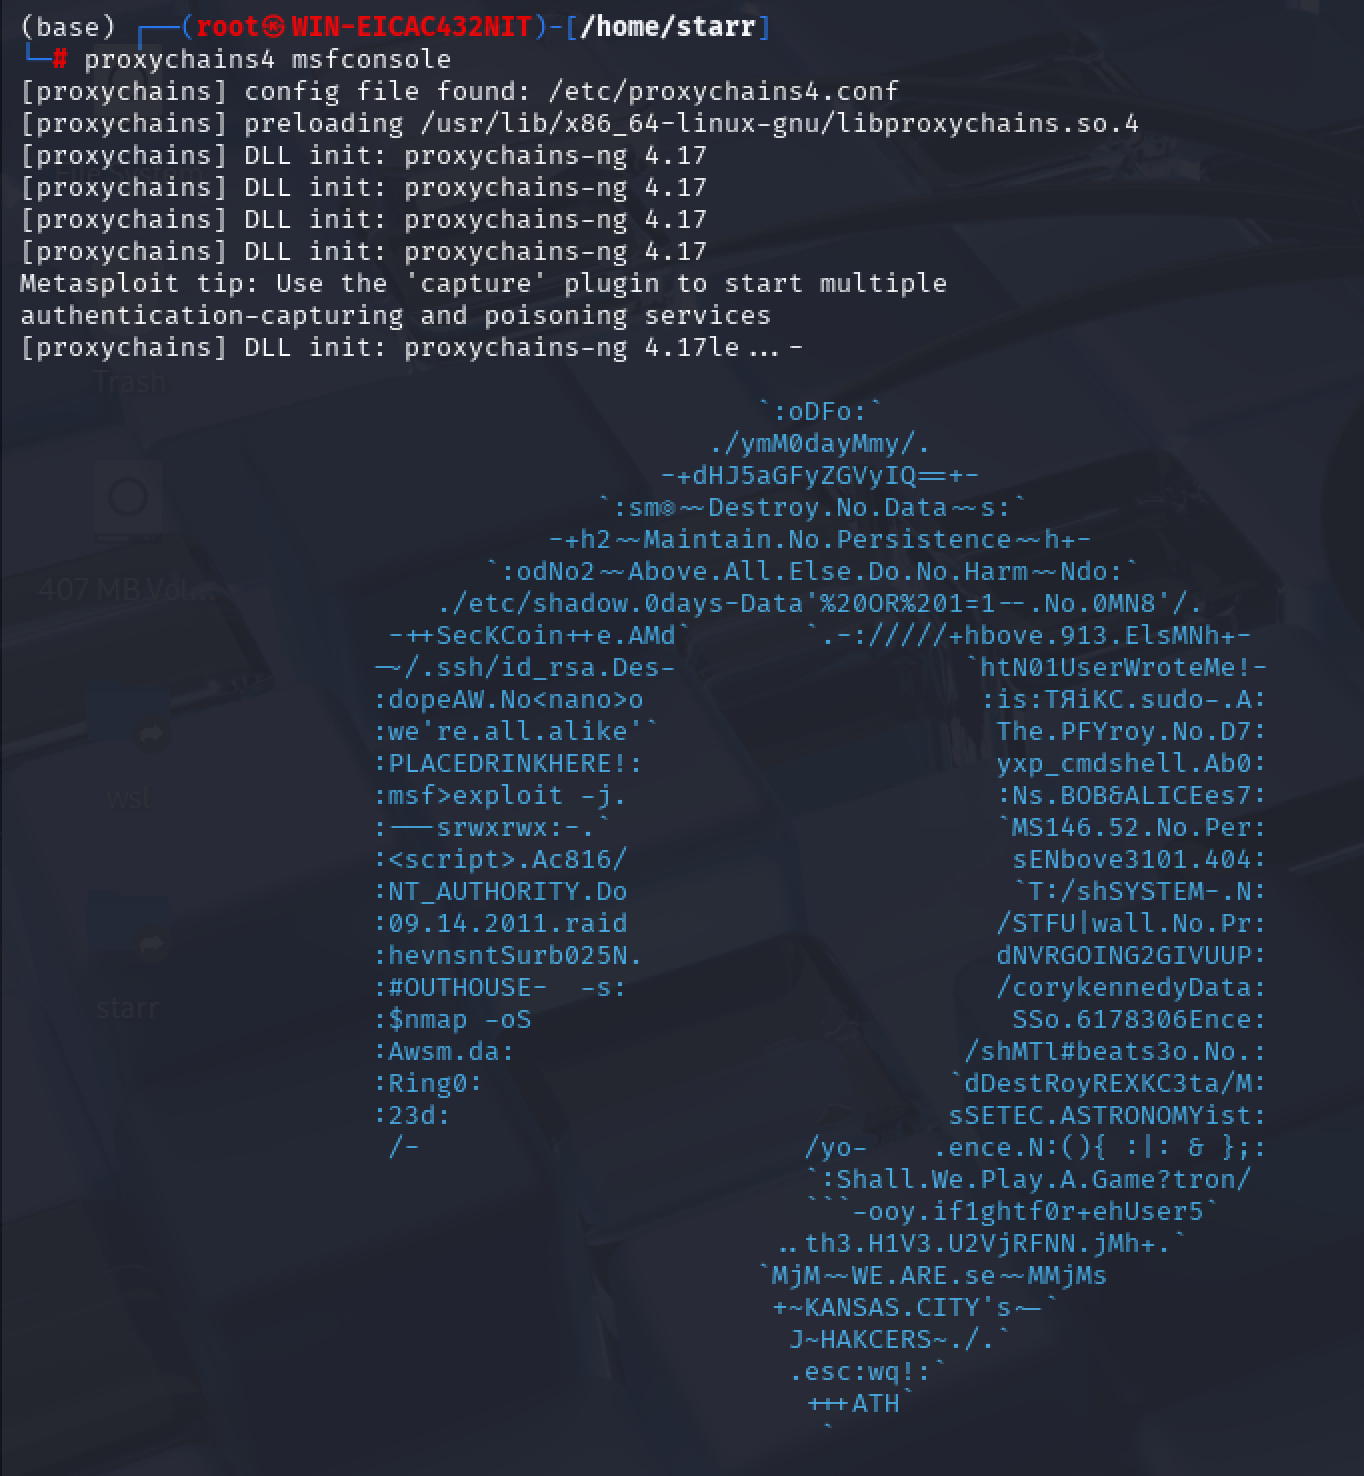 (base) ┌──(root㉿WIN-EICAC432NIT)-[/home/starr]
└─# proxychains4 msfconsole
[proxychains] config file found: /etc/proxychains4.conf
[proxychains] preloading /usr/lib/x86_64-linux-gnu/libproxychains.so.4
[proxychains] DLL init: proxychains-ng 4.17
[proxychains] DLL init: proxychains-ng 4.17
[proxychains] DLL init: proxychains-ng 4.17
[proxychains] DLL init: proxychains-ng 4.17
Metasploit tip: Use the 'capture' plugin to start multiple
authentication-capturing and poisoning services
[proxychains] DLL init: proxychains-ng 4.17le...-
`:oDFo:`
./ymM0dayMmy/.
-+dHJ5aGFyZGVyIQ==+-
`:sm⏣~~Destroy.No.Data~~s:`
-+h2~~Maintain.No.Persistence~~h+-
`:odNo2~~Above.All.Else.Do.No.Harm~~Ndo:`
./etc/shadow.0days-Data'%20OR%201=1--.No.0MN8'/.
-++SecKCoin++e.AMd`       `.-://///+hbove.913.ElsMNh+-
~~/.ssh/id_rsa.Des-                  `htN01UserWroteMe!-
:dopeAW.No<nano>o                     :is:TЯiKC.sudo-.A:
:we're.all.alike'`                     The.PFYroy.No.D7:
:PLACEDRINKHERE!:                      yxp_cmdshell.Ab0:
:msf>exploit -j.                       :Ns.BOB&ALICEes7:
:---srwxrwx:-.`                        `MS146.52.No.Per:
:<script>.Ac816/                        sENbove3101.404:
:NT_AUTHORITY.Do                        `T:/shSYSTEM-.N:
:09.14.2011.raid                       /STFU|wall.No.Pr:
:hevnsntSurb025N.                      dNVRGOING2GIVUUP:
:#OUTHOUSE-  -s:                       /corykennedyData:
:$nmap -oS                              SSo.6178306Ence:
:Awsm.da:                            /shMTl#beats3o.No.:
:Ring0:                             `dDestRoyREXKC3ta/M:
:23d:                               sSETEC.ASTRONOMYist:
/-                        /yo-    .ence.N:(){ :|: & };:
`:Shall.We.Play.A.Game?tron/
```-ooy.if1ghtf0r+ehUser5`
..th3.H1V3.U2VjRFNN.jMh+.`
`MjM~~WE.ARE.se~~MMjMs
+~KANSAS.CITY's~-`
J~HAKCERS~./.`
.esc:wq!:`
+++ATH`
`
File System
Trash
407 MB Vol...
wsl
starr